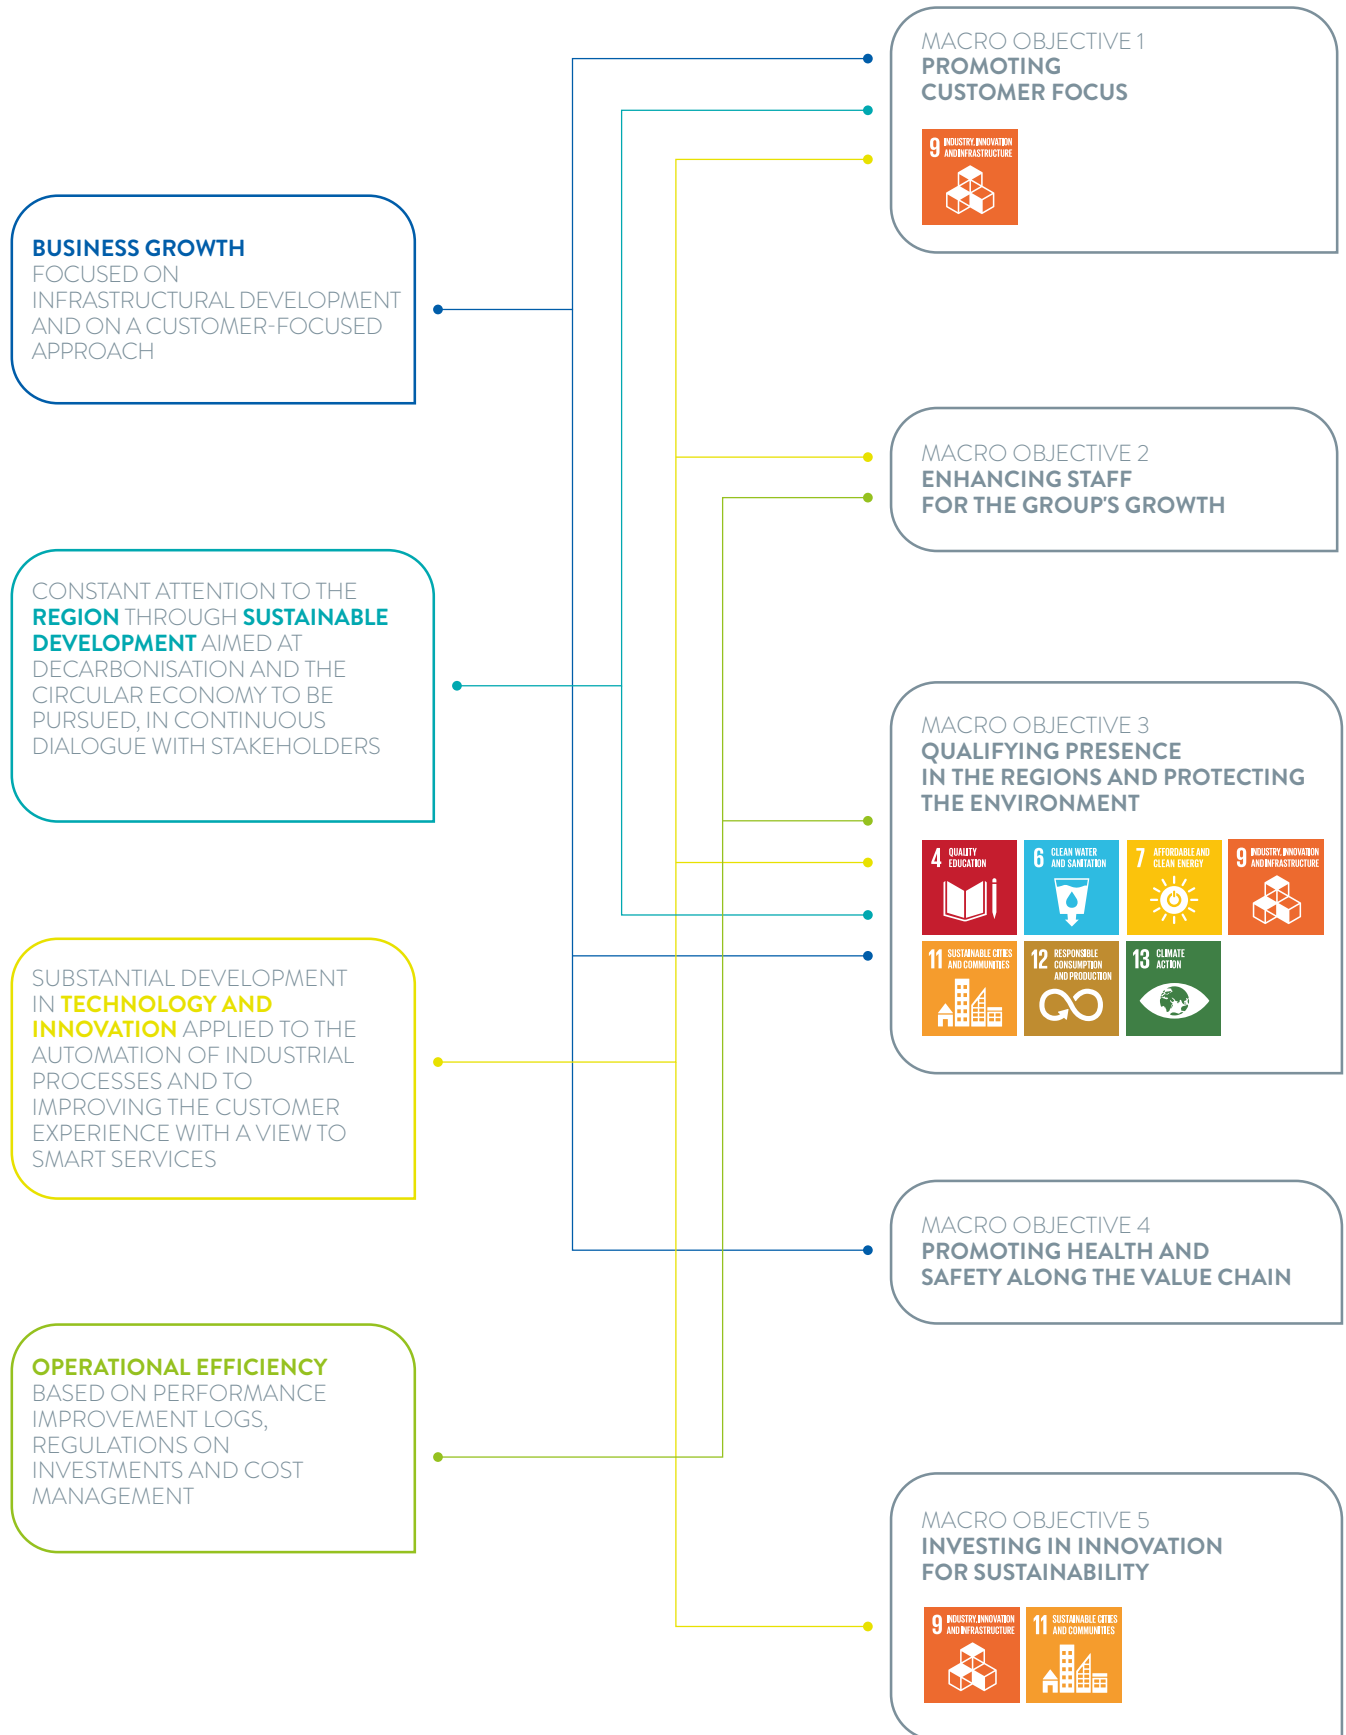 MACRO OBJECTIVE 1
PROMOTING
CUSTOMER FOCUS
9 INDUSTRY, INNOVATION
AND INFRASTRUCTURE
BUSINESS GROWTH
FOCUSED ON
INFRASTRUCTURAL DEVELOPMENT
AND ON A CUSTOMER-FOCUSED
APPROACH
MACRO OBJECTIVE 2
ENHANCING STAFF
FOR THE GROUP'S GROWTH
CONSTANT ATTENTION TO THE
REGION THROUGH SUSTAINABLE
DEVELOPMENT AIMED AT
DECARBONISATION AND THE
CIRCULAR ECONOMY TO BE
PURSUED, IN CONTINUOUS
DIALOGUE WITH STAKEHOLDERS
MACRO OBJECTIVE 3
QUALIFYING PRESENCE
IN THE REGIONS AND PROTECTING
THE ENVIRONMENT
4 QUALITY
EDUCATION
6 CLEAN WATER
AND SANITATION
7 AFFORDABLE AND
CLEAN ENERGY
9 INDUSTRY, INNOVATION
AND INFRASTRUCTURE
11 SUSTAINABLE CITIES
AND COMMUNITIES
12 RESPONSIBLE
CONSUMPTION
AND PRODUCTION
13 CLIMATE
ACTION
SUBSTANTIAL DEVELOPMENT
IN TECHNOLOGY AND
INNOVATION APPLIED TO THE
AUTOMATION OF INDUSTRIAL
PROCESSES AND TO
IMPROVING THE CUSTOMER
EXPERIENCE WITH A VIEW TO
SMART SERVICES
MACRO OBJECTIVE 4
PROMOTING HEALTH AND
SAFETY ALONG THE VALUE CHAIN
OPERATIONAL EFFICIENCY
BASED ON PERFORMANCE
IMPROVEMENT LOGS,
REGULATIONS ON
INVESTMENTS AND COST
MANAGEMENT
MACRO OBJECTIVE 5
INVESTING IN INNOVATION
FOR SUSTAINABILITY
9 INDUSTRY, INNOVATION
AND INFRASTRUCTURE
11 SUSTAINABLE CITIES
AND COMMUNITIES